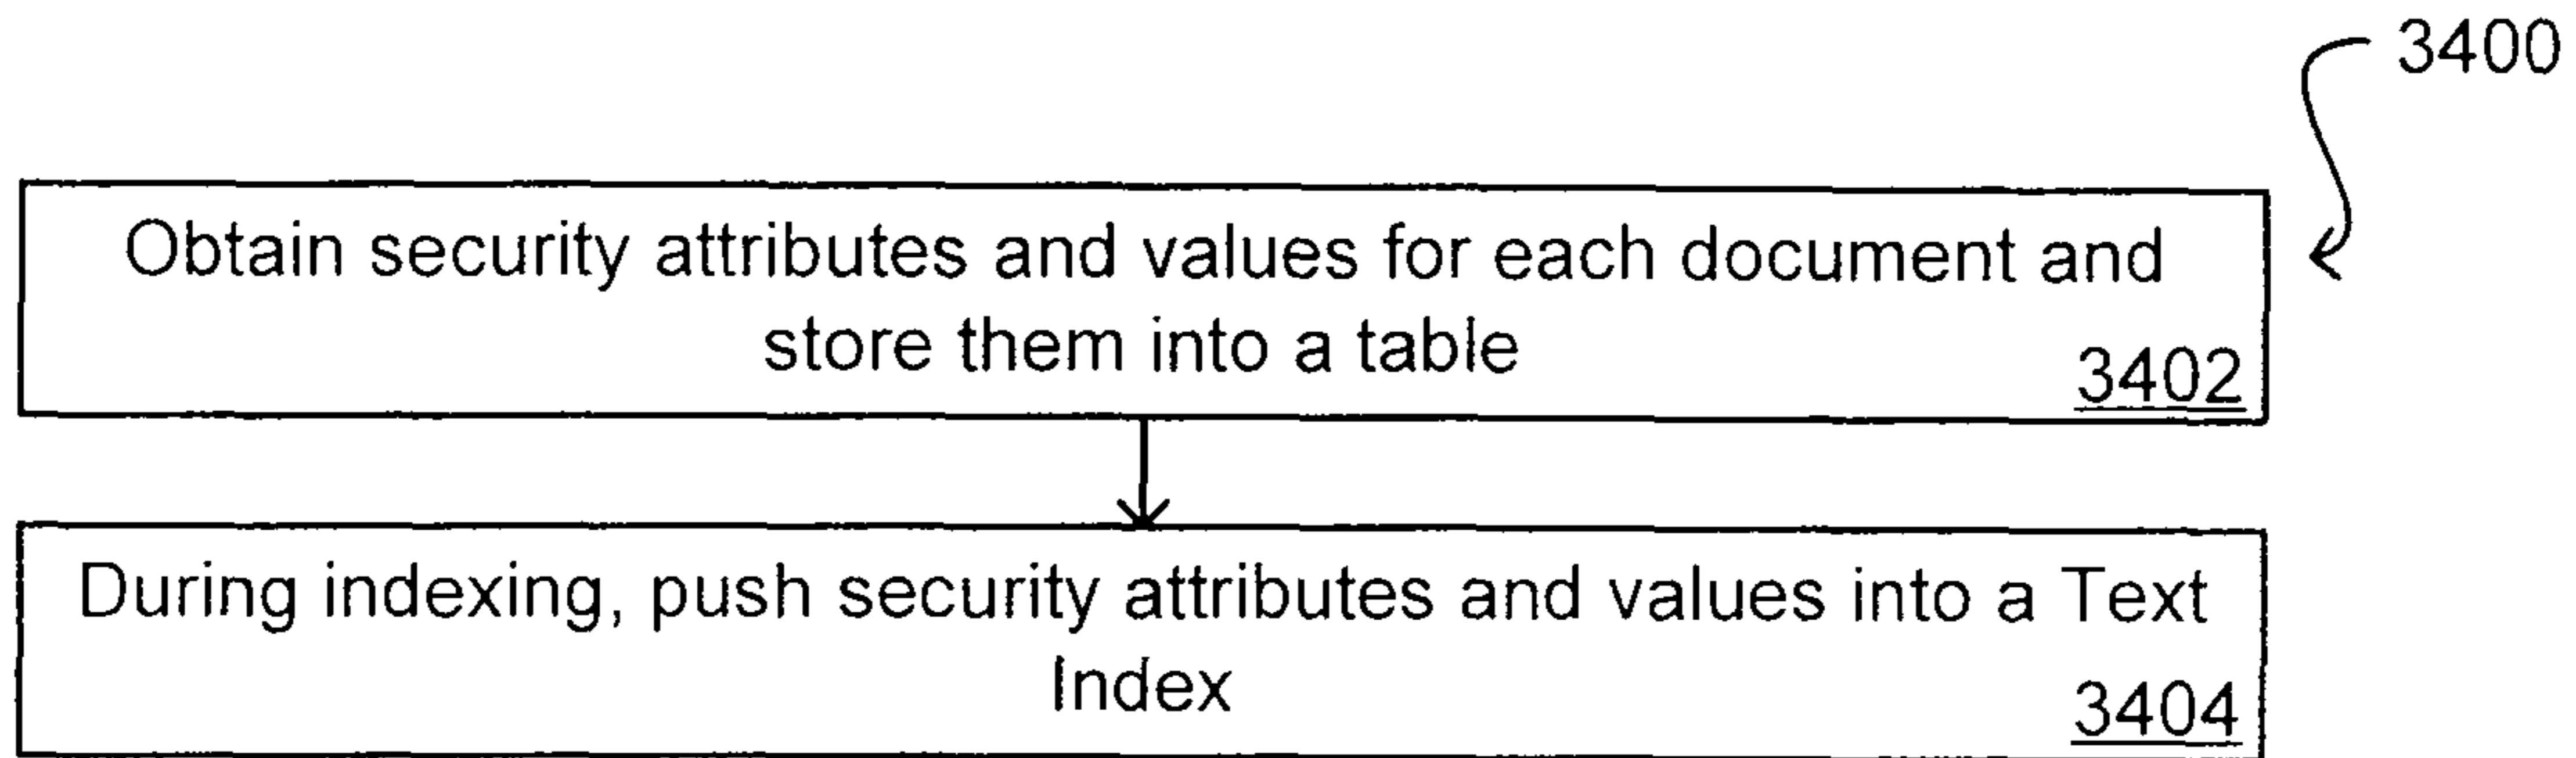 3400
Obtain security attributes and values for each document and
store them into a table
3402
During indexing, push security attributes and values into a Text
Index
3404